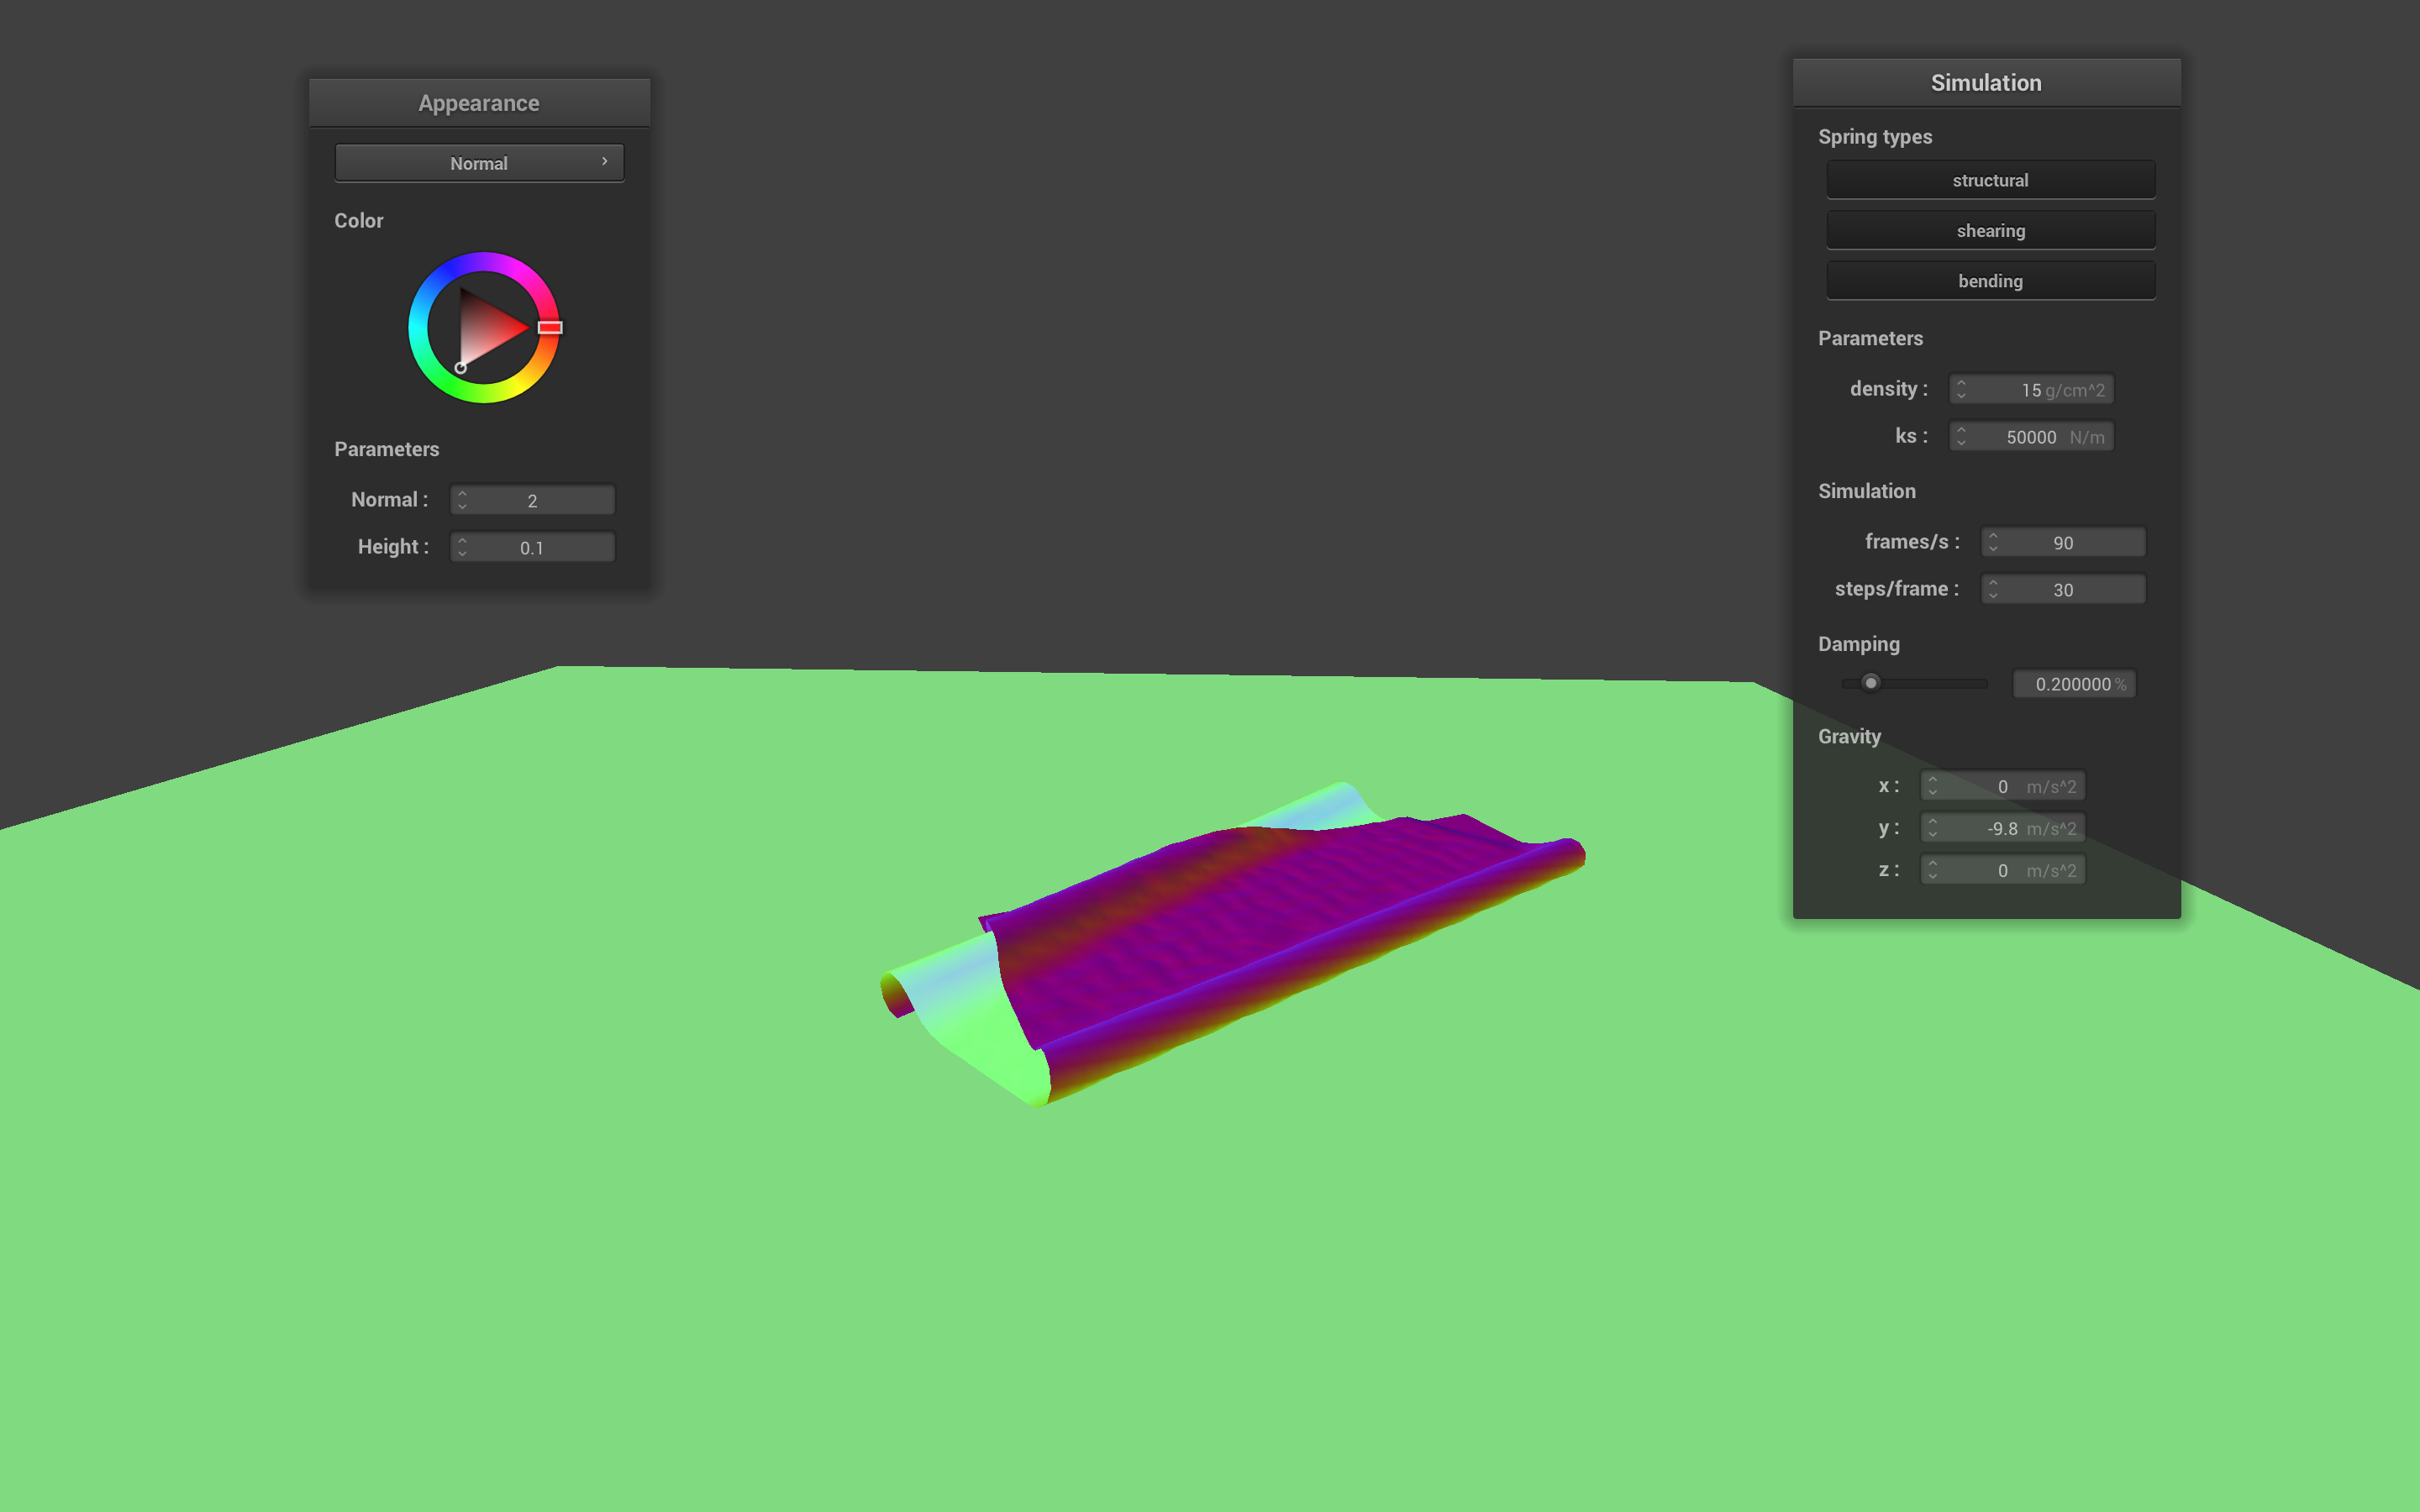 Appearance
Normal
Color
Parameters
Normal :
2
Height :
0.1
Simulation
Spring types
structural
shearing
bending
Parameters
density :
15 g/cm^2
ks :
50000 N/m
Simulation
frames/s :
90
steps/frame :
30
Damping
0.200000 %
Gravity
x :
0 m/s^2
y :
-9.8 m/s^2
z :
0 m/s^2